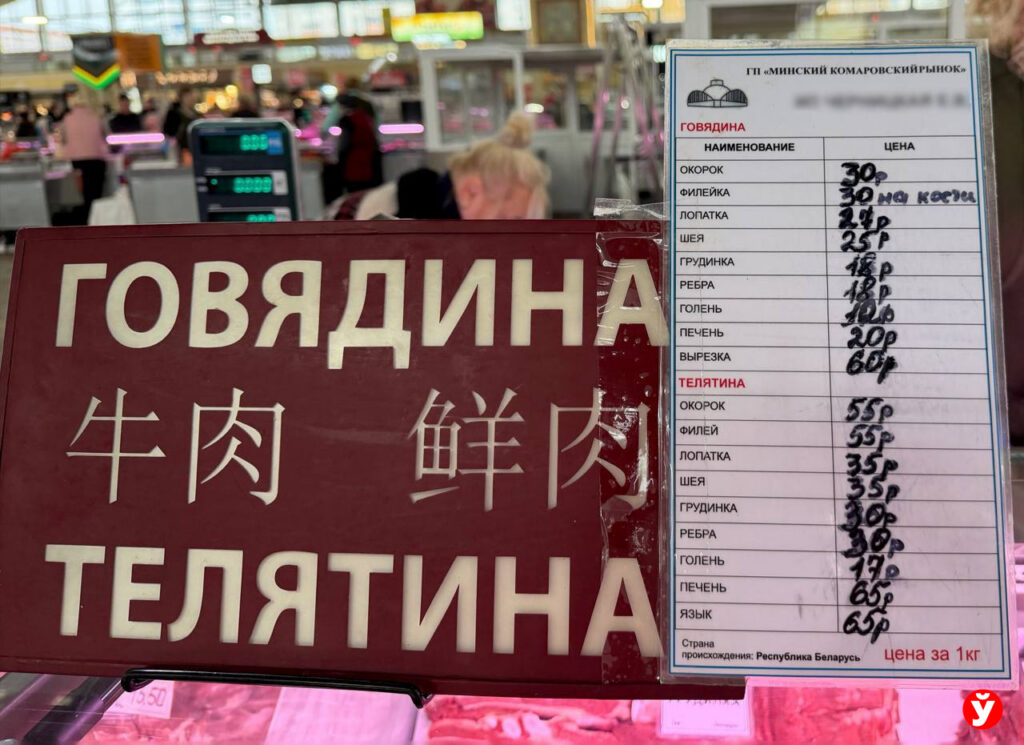 ГОВЯДИНА
牛肉 鲜肉
ТЕЛЯТИНА
ГП «МИНСКИЙ КОМАРОВСКИЙРЫНОК»
ГОВЯДИНА
НАИМЕНОВАНИЕ ЦЕНА
ОКОРОК 30р
ФИЛЕЙКА 30 на кости
ЛОПАТКА 27р
ШЕЯ 25р
ГРУДИНКА 18р
РЕБРА 18р
ГОЛЕНЬ
ПЕЧЕНЬ 20р
ВЫРЕЗКА 60р
ТЕЛЯТИНА
ОКОРОК 55р
ФИЛЕЙ 55р
ЛОПАТКА 35р
ШЕЯ 35р
ГРУДИНКА 30р
РЕБРА 30р
ГОЛЕНЬ 17р
ПЕЧЕНЬ 65р
ЯЗЫК 65р
Страна
происхождения: Республика Беларусь цена за 1кг
Ў